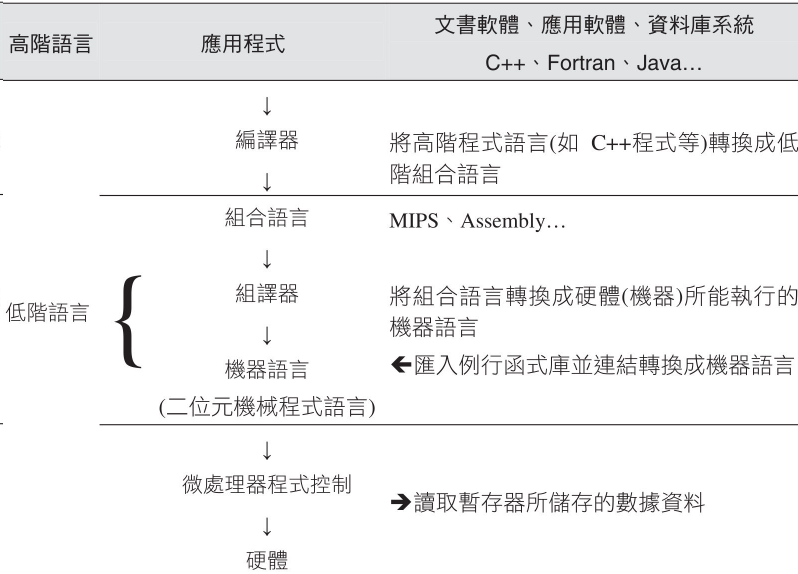 高階語言 應用程式 文書軟體、應用軟體、資料庫系統
C++、Fortran、Java…
↓
編譯器 將高階程式語言(如 C++程式等)轉換成低
階組合語言
↓
組合語言 MIPS、Assembly…
↓
組譯器 將組合語言轉換成硬體(機器)所能執行的
低階語言 {
機器語言
↓
機器語言 ←匯入例行函式庫並連結轉換成機器語言
(二位元機械程式語言)
↓
微處理器程式控制 →讀取暫存器所儲存的數據資料
↓
硬體